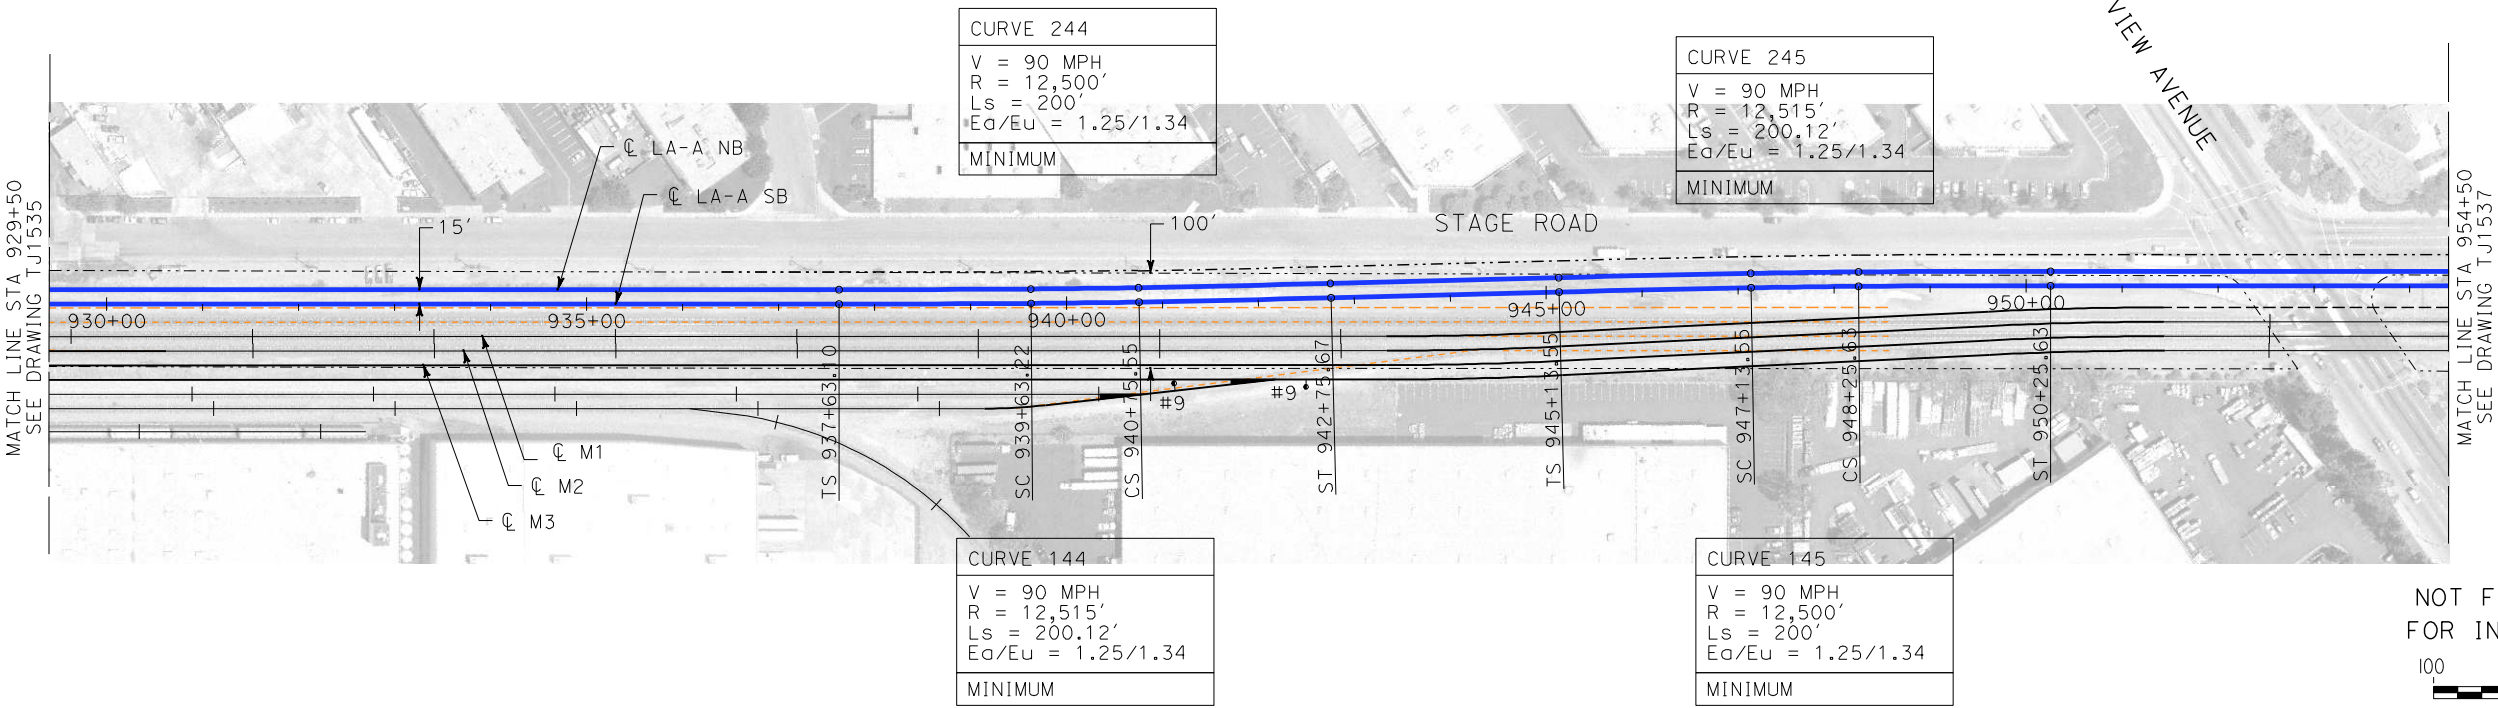 CURVE 244
V = 90 MPH
R = 12,500'
Ls = 200'
Ea/Eu = 1.25/1.34
MINIMUM
CURVE 245
V = 90 MPH
R = 12,515'
Ls = 200.12'
Ea/Eu = 1.25/1.34
MINIMUM
VIEW AVENUE
MATCH LINE STA 929+50
SEE DRAWING TJ1535
℄ LA-A NB
℄ LA-A SB
15'
100'
STAGE ROAD
MATCH LINE STA 954+50
SEE DRAWING TJ1537
930+00
935+00
940+00
945+00
950+00
TS 937+63.10
SC 939+63.22
CS 940+75.55
ST 942+75.67
TS 945+13.55
SC 947+13.55
CS 948+25.63
ST 950+25.63
#9
#9
℄ M1
℄ M2
℄ M3
CURVE 144
V = 90 MPH
R = 12,515'
Ls = 200.12'
Ea/Eu = 1.25/1.34
MINIMUM
CURVE 145
V = 90 MPH
R = 12,500'
Ls = 200'
Ea/Eu = 1.25/1.34
MINIMUM
NOT F
FOR IN
100